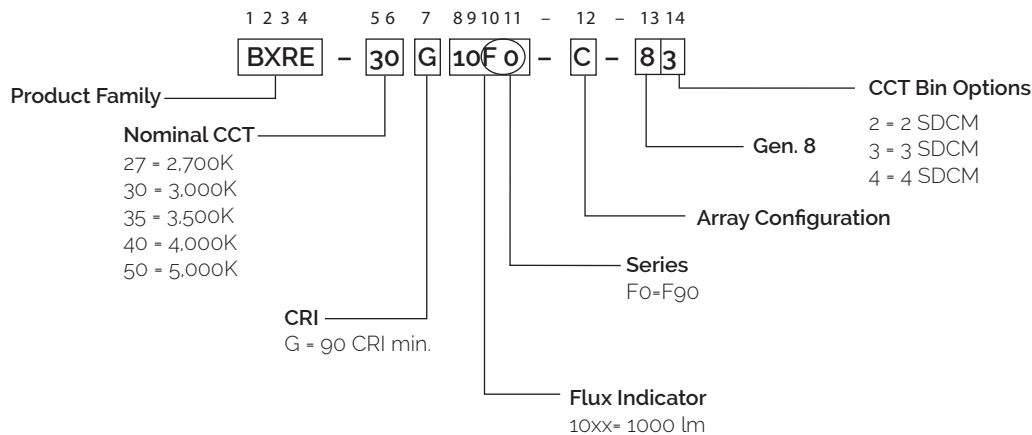 1 2 3 4 5 6 7 8 9 10 11 – 12 – 13 14
BXRE – 30 G 10F 0 – C – 8 3
Product Family
Nominal CCT
27 = 2,700K
30 = 3,000K
35 = 3,500K
40 = 4,000K
50 = 5,000K
CRI
G = 90 CRI min.
CCT Bin Options
2 = 2 SDCM
3 = 3 SDCM
4 = 4 SDCM
Gen. 8
Array Configuration
Series
F0=F90
Flux Indicator
10xx= 1000 lm